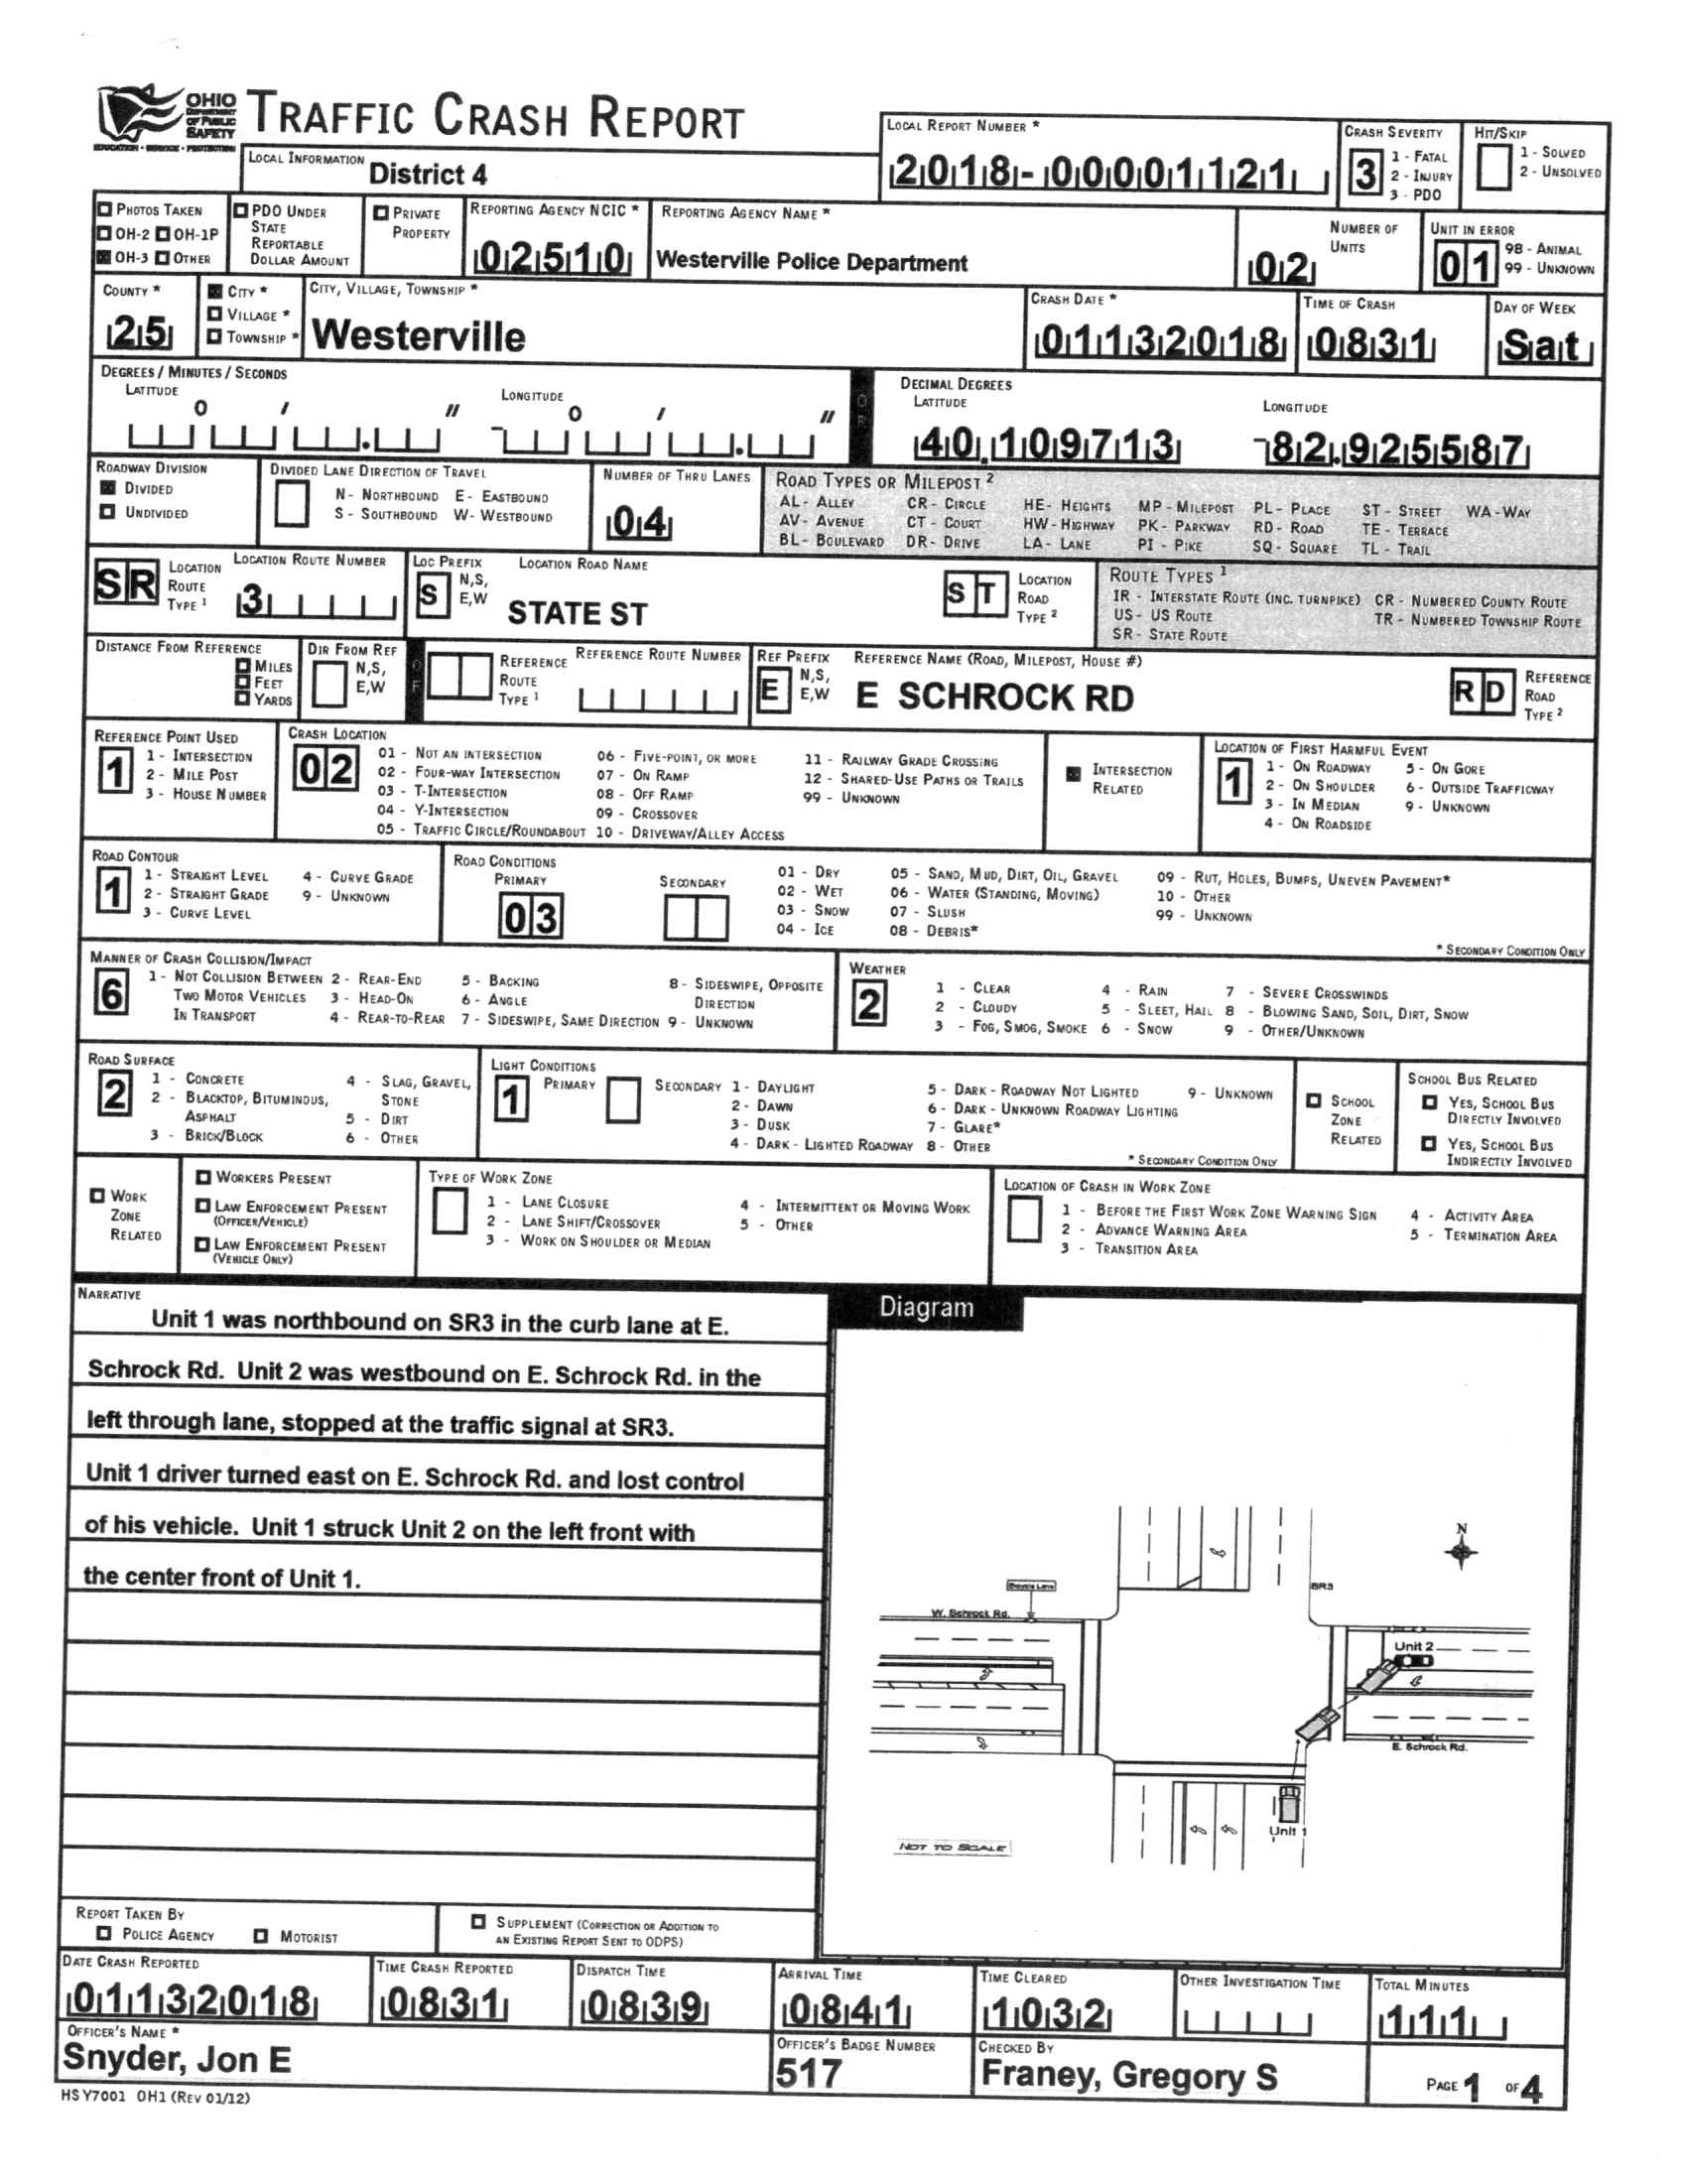 OHIO
DEPARTMENT
OF PUBLIC
SAFETY
EDUCATION • SERVICE • PROTECTION
TRAFFIC CRASH REPORT
LOCAL INFORMATION
District 4
LOCAL REPORT NUMBER *
2018-00001121
CRASH SEVERITY
3
1 - FATAL
2 - INJURY
3 - PDO
HIT/SKIP
1 - SOLVED
2 - UNSOLVED
PHOTOS TAKEN
OH-2 OH-1P
OH-3 OTHER
PDO UNDER
STATE
REPORTABLE
DOLLAR AMOUNT
PRIVATE
PROPERTY
REPORTING AGENCY NCIC *
02510
REPORTING AGENCY NAME *
Westerville Police Department
NUMBER OF
UNITS
02
UNIT IN ERROR
01
98 - ANIMAL
99 - UNKNOWN
COUNTY *
25
CITY *
VILLAGE *
TOWNSHIP *
CITY, VILLAGE, TOWNSHIP *
Westerville
CRASH DATE *
01132018
TIME OF CRASH
0831
DAY OF WEEK
Sat
DEGREES / MINUTES / SECONDS
LATITUDE
O / //
LONGITUDE
O / //
OR
DECIMAL DEGREES
LATITUDE
40.109713
LONGITUDE
-82.925587
ROADWAY DIVISION
DIVIDED
UNDIVIDED
DIVIDED LANE DIRECTION OF TRAVEL
N- NORTHBOUND E- EASTBOUND
S- SOUTHBOUND W- WESTBOUND
NUMBER OF THRU LANES
04
ROAD TYPES OR MILEPOST 2
AL- ALLEY CR- CIRCLE HE- HEIGHTS MP-MILEPOST PL- PLACE ST- STREET WA-WAY
AV- AVENUE CT- COURT HW-HIGHWAY PK- PARKWAY RD- ROAD TE- TERRACE
BL- BOULEVARD DR- DRIVE LA- LANE PI- PIKE SQ- SQUARE TL- TRAIL
SR
LOCATION
ROUTE
TYPE 1
LOCATION ROUTE NUMBER
3
LOC PREFIX
S
N,S,
E,W
LOCATION ROAD NAME
STATE ST
ST
LOCATION
ROAD
TYPE 2
ROUTE TYPES 1
IR - INTERSTATE ROUTE (INC. TURNPIKE) CR- NUMBERED COUNTY ROUTE
US- US ROUTE TR- NUMBERED TOWNSHIP ROUTE
SR- STATE ROUTE
DISTANCE FROM REFERENCE
MILES
FEET
YARDS
DIR FROM REF
N,S,
E,W
OF
REFERENCE
ROUTE
TYPE 1
REFERENCE ROUTE NUMBER
REF PREFIX
E
N,S,
E,W
REFERENCE NAME (ROAD, MILEPOST, HOUSE #)
E SCHROCK RD
RD
REFERENCE
ROAD
TYPE 2
REFERENCE POINT USED
1
1- INTERSECTION
2- MILE POST
3- HOUSE NUMBER
CRASH LOCATION
02
01 - NOT AN INTERSECTION 06 - FIVE-POINT, OR MORE 11 - RAILWAY GRADE CROSSING
02 - FOUR-WAY INTERSECTION 07 - ON RAMP 12 - SHARED-USE PATHS OR TRAILS
03 - T-INTERSECTION 08 - OFF RAMP 99 - UNKNOWN
04 - Y-INTERSECTION 09 - CROSSOVER
05 - TRAFFIC CIRCLE/ROUNDABOUT 10 - DRIVEWAY/ALLEY ACCESS
INTERSECTION
RELATED
LOCATION OF FIRST HARMFUL EVENT
1
1- ON ROADWAY 5- ON GORE
2- ON SHOULDER 6- OUTSIDE TRAFFICWAY
3- IN MEDIAN 9- UNKNOWN
4- ON ROADSIDE
ROAD CONTOUR
1
1- STRAIGHT LEVEL 4- CURVE GRADE
2- STRAIGHT GRADE 9- UNKNOWN
3- CURVE LEVEL
ROAD CONDITIONS
PRIMARY
03
SECONDARY
01 - DRY 05 - SAND, MUD, DIRT, OIL, GRAVEL 09 - RUT, HOLES, BUMPS, UNEVEN PAVEMENT*
02 - WET 06 - WATER (STANDING, MOVING) 10 - OTHER
03 - SNOW 07 - SLUSH 99 - UNKNOWN
04 - ICE 08 - DEBRIS*
* SECONDARY CONDITION ONLY
MANNER OF CRASH COLLISION/IMPACT
6
1- NOT COLLISION BETWEEN 2- REAR-END 5- BACKING 8- SIDESWIPE, OPPOSITE
TWO MOTOR VEHICLES 3- HEAD-ON 6- ANGLE DIRECTION
IN TRANSPORT 4- REAR-TO-REAR 7- SIDESWIPE, SAME DIRECTION 9- UNKNOWN
WEATHER
2
1 - CLEAR 4 - RAIN 7 - SEVERE CROSSWINDS
2 - CLOUDY 5 - SLEET, HAIL 8 - BLOWING SAND, SOIL, DIRT, SNOW
3 - FOG, SMOG, SMOKE 6 - SNOW 9 - OTHER/UNKNOWN
ROAD SURFACE
2
1 - CONCRETE 4 - SLAG, GRAVEL,
2 - BLACKTOP, BITUMINOUS, STONE
ASPHALT 5 - DIRT
3 - BRICK/BLOCK 6 - OTHER
LIGHT CONDITIONS
1
PRIMARY
SECONDARY
1- DAYLIGHT 5- DARK- ROADWAY NOT LIGHTED 9- UNKNOWN
2- DAWN 6- DARK- UNKNOWN ROADWAY LIGHTING
3- DUSK 7- GLARE*
4- DARK- LIGHTED ROADWAY 8- OTHER
* SECONDARY CONDITION ONLY
SCHOOL
ZONE
RELATED
SCHOOL BUS RELATED
YES, SCHOOL BUS
DIRECTLY INVOLVED
YES, SCHOOL BUS
INDIRECTLY INVOLVED
WORK
ZONE
RELATED
WORKERS PRESENT
LAW ENFORCEMENT PRESENT
(OFFICER/VEHICLE)
LAW ENFORCEMENT PRESENT
(VEHICLE ONLY)
TYPE OF WORK ZONE
1 - LANE CLOSURE 4 - INTERMITTENT OR MOVING WORK
2 - LANE SHIFT/CROSSOVER 5 - OTHER
3 - WORK ON SHOULDER OR MEDIAN
LOCATION OF CRASH IN WORK ZONE
1 - BEFORE THE FIRST WORK ZONE WARNING SIGN 4 - ACTIVITY AREA
2 - ADVANCE WARNING AREA 5 - TERMINATION AREA
3 - TRANSITION AREA
NARRATIVE
Unit 1 was northbound on SR3 in the curb lane at E.
Schrock Rd. Unit 2 was westbound on E. Schrock Rd. in the
left through lane, stopped at the traffic signal at SR3.
Unit 1 driver turned east on E. Schrock Rd. and lost control
of his vehicle. Unit 1 struck Unit 2 on the left front with
the center front of Unit 1.
Diagram
N
Bicycle Lane
SR3
W. Schrock Rd.
Unit 2
E. Schrock Rd.
Unit 1
NOT TO SCALE
REPORT TAKEN BY
POLICE AGENCY MOTORIST
SUPPLEMENT (CORRECTION OR ADDITION TO
AN EXISTING REPORT SENT TO ODPS)
DATE CRASH REPORTED
01132018
TIME CRASH REPORTED
0831
DISPATCH TIME
0839
ARRIVAL TIME
0841
TIME CLEARED
1032
OTHER INVESTIGATION TIME
TOTAL MINUTES
111
OFFICER'S NAME *
Snyder, Jon E
OFFICER'S BADGE NUMBER
517
CHECKED BY
Franey, Gregory S
PAGE 1 OF 4
HSY7001 OH1 (REV 01/12)